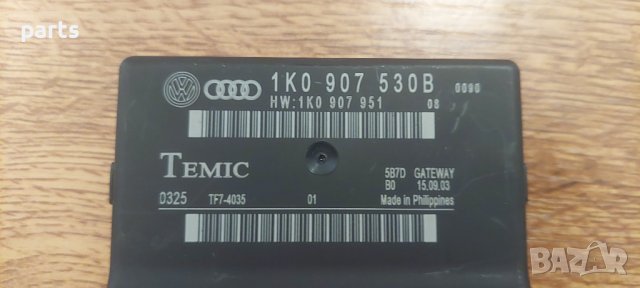 parts
1K0 907 530B 0090
HW:1K0 907 951 08
TEMIC
5B7D GATEWAY
B0 15.09.03
0325 TF7-4035 01 Made in Philippines
BAZAR